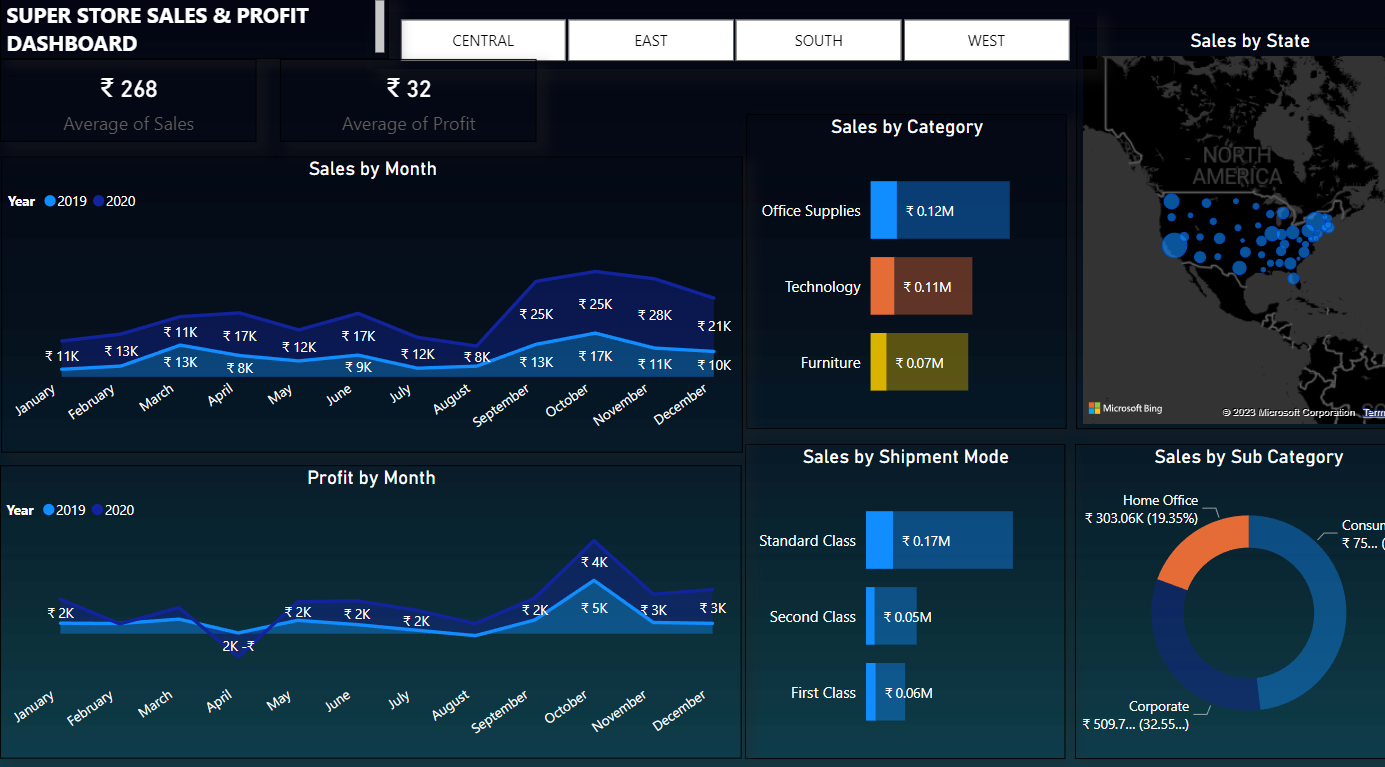 SUPER STORE SALES & PROFIT
DASHBOARD
CENTRAL
EAST
SOUTH
WEST
₹ 268
Average of Sales
₹ 32
Average of Profit
Sales by Month
Year 2019 2020
₹ 11K
₹ 13K
₹ 11K
₹ 13K
₹ 17K
₹ 8K
₹ 12K
₹ 17K
₹ 9K
₹ 12K
₹ 8K
₹ 25K
₹ 13K
₹ 25K
₹ 17K
₹ 28K
₹ 11K
₹ 21K
₹ 10K
January
February
March
April
May
June
July
August
September
October
November
December
Profit by Month
Year 2019 2020
₹ 2K
2K -₹
₹ 2K
₹ 2K
₹ 2K
₹ 2K
₹ 4K
₹ 5K
₹ 3K
₹ 3K
January
February
March
April
May
June
July
August
September
October
November
December
Sales by Category
Office Supplies ₹ 0.12M
Technology ₹ 0.11M
Furniture ₹ 0.07M
Sales by Shipment Mode
Standard Class ₹ 0.17M
Second Class ₹ 0.05M
First Class ₹ 0.06M
Sales by State
NORTH
AMERICA
Microsoft Bing
© 2023 Microsoft Corporation Term
Sales by Sub Category
Home Office
₹ 303.06K (19.35%)
Consum
₹ 75... (
Corporate
₹ 509.7... (32.55...)